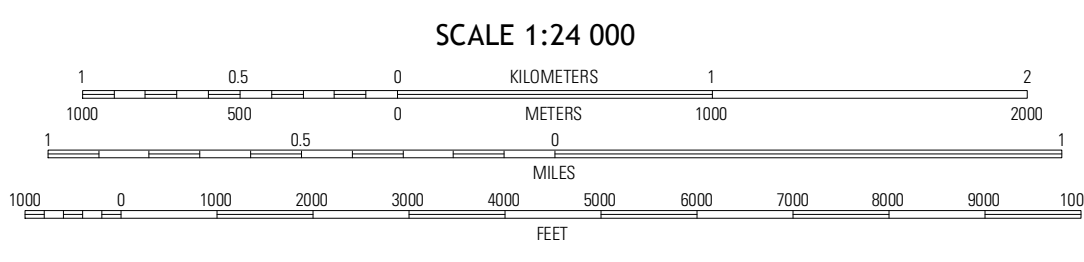 SCALE 1:24 000
1 0.5 0 KILOMETERS 1 2
1000 500 0 METERS 1000 2000
1 0.5 0 1
MILES
1000 0 1000 2000 3000 4000 5000 6000 7000 8000 9000 100
FEET